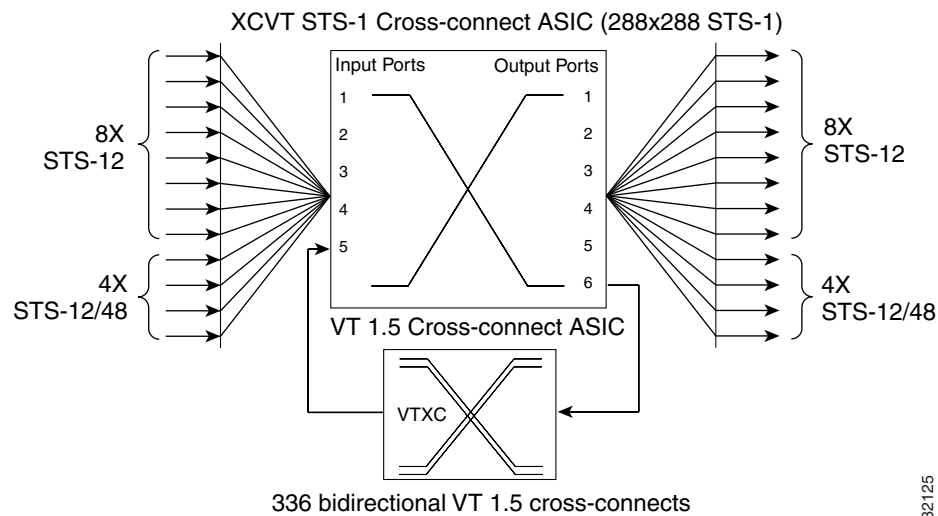 XCVT STS-1 Cross-connect ASIC (288x288 STS-1)
Input Ports
Output Ports
1
2
3
4
5
1
2
3
4
5
6
8X
STS-12
4X
STS-12/48
8X
STS-12
4X
STS-12/48
VT 1.5 Cross-connect ASIC
VTXC
336 bidirectional VT 1.5 cross-connects